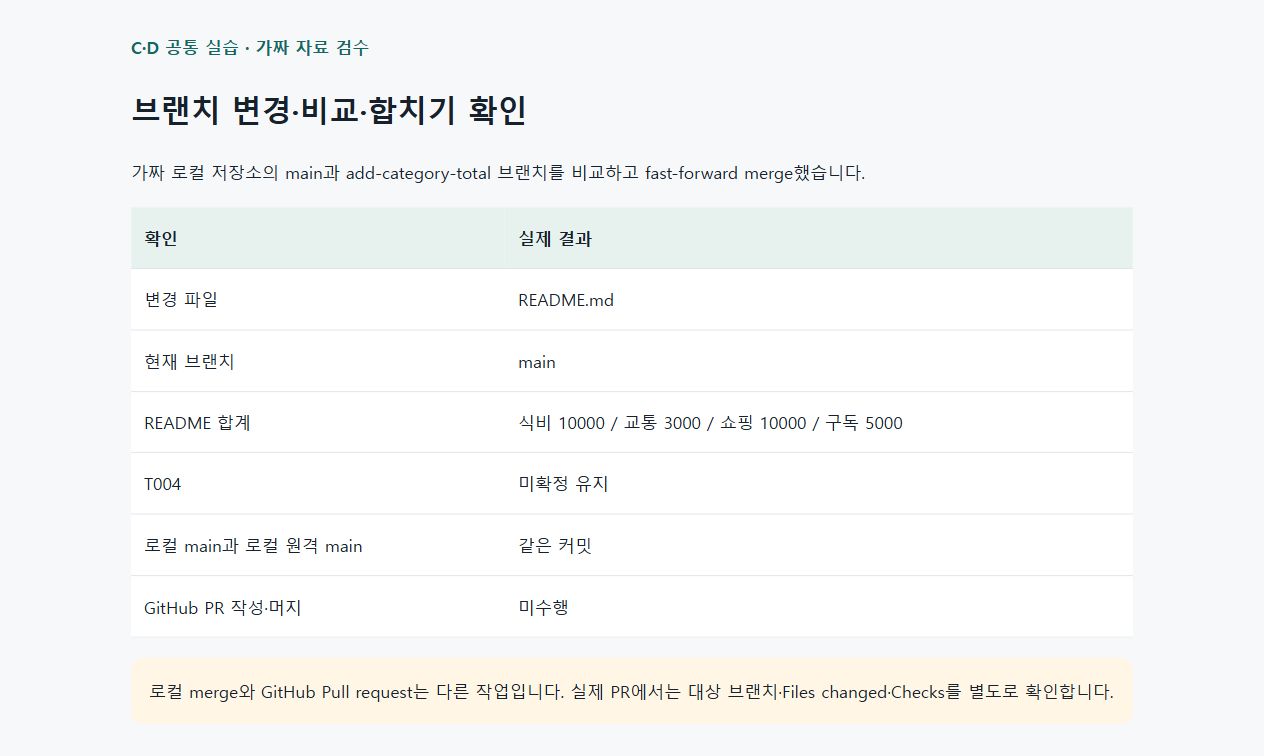 C·D 공통 실습 · 가짜 자료 검수
브랜치 변경·비교·합치기 확인
가짜 로컬 저장소의 main과 add-category-total 브랜치를 비교하고 fast-forward merge했습니다.
확인 실제 결과
변경 파일 README.md
현재 브랜치 main
README 합계 식비 10000 / 교통 3000 / 쇼핑 10000 / 구독 5000
T004 미확정 유지
로컬 main과 로컬 원격 main 같은 커밋
GitHub PR 작성·머지 미수행
로컬 merge와 GitHub Pull request는 다른 작업입니다. 실제 PR에서는 대상 브랜치·Files changed·Checks를 별도로 확인합니다.